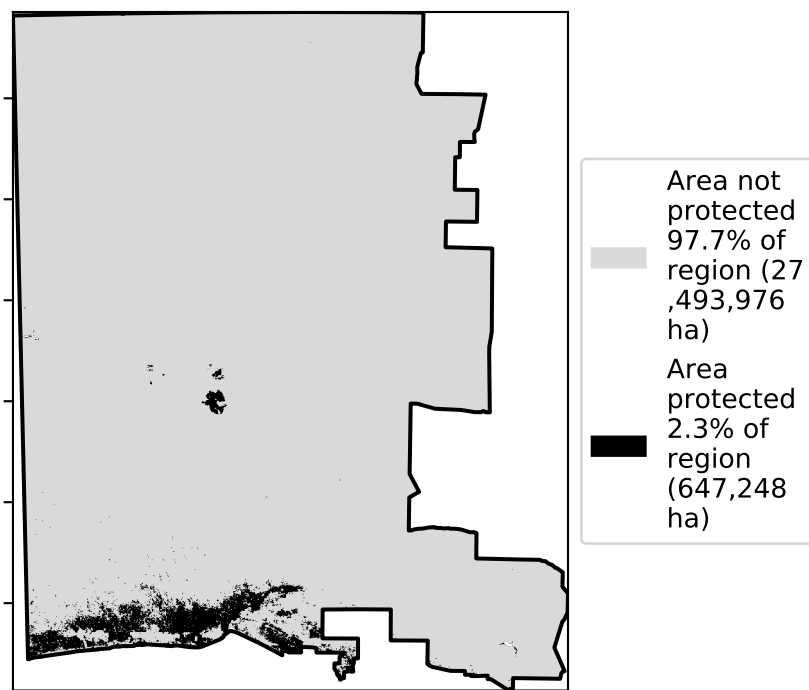 Area not
protected
97.7% of
region (27
,493,976
ha)
Area
protected
2.3% of
region
(647,248
ha)